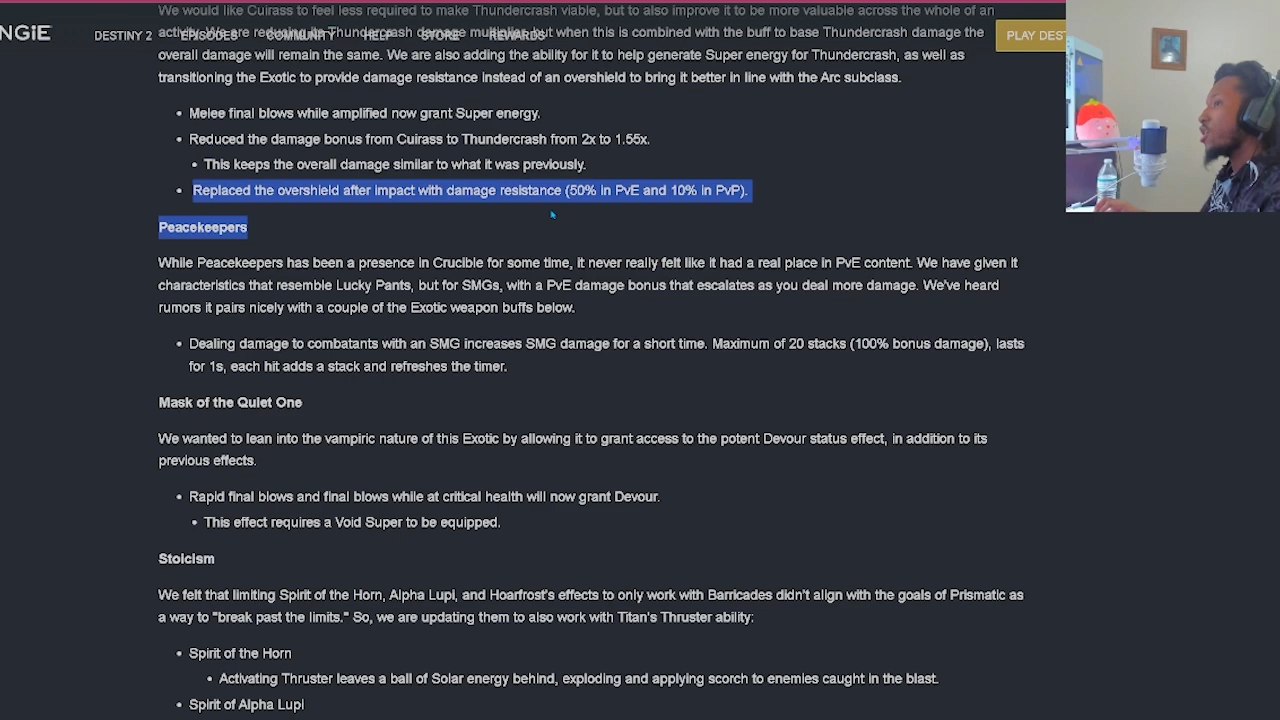 We would like Cuirass to feel less required to make Thundercrash viable, but to also improve it to be more valuable across the whole of an
NGIE
DESTINY 2 EPISODES COMMUNITY HELP STORE REWARDS
PLAY DEST
activity. We are reducing its Thundercrash damage multiplier but when this is combined with the buff to base Thundercrash damage the
overall damage will remain the same. We are also adding the ability for it to help generate Super energy for Thundercrash, as well as
transitioning the Exotic to provide damage resistance instead of an overshield to bring it better in line with the Arc subclass.
• Melee final blows while amplified now grant Super energy.
• Reduced the damage bonus from Cuirass to Thundercrash from 2x to 1.55x.
• This keeps the overall damage similar to what it was previously.
• Replaced the overshield after impact with damage resistance (50% in PvE and 10% in PvP).
Peacekeepers
While Peacekeepers has been a presence in Crucible for some time, it never really felt like it had a real place in PvE content. We have given it
characteristics that resemble Lucky Pants, but for SMGs, with a PvE damage bonus that escalates as you deal more damage. We've heard
rumors it pairs nicely with a couple of the Exotic weapon buffs below.
• Dealing damage to combatants with an SMG increases SMG damage for a short time. Maximum of 20 stacks (100% bonus damage), lasts
for 1s, each hit adds a stack and refreshes the timer.
Mask of the Quiet One
We wanted to lean into the vampiric nature of this Exotic by allowing it to grant access to the potent Devour status effect, in addition to its
previous effects.
• Rapid final blows and final blows while at critical health will now grant Devour.
• This effect requires a Void Super to be equipped.
Stoicism
We felt that limiting Spirit of the Horn, Alpha Lupi, and Hoarfrost's effects to only work with Barricades didn't align with the goals of Prismatic as
a way to "break past the limits." So, we are updating them to also work with Titan's Thruster ability:
• Spirit of the Horn
• Activating Thruster leaves a ball of Solar energy behind, exploding and applying scorch to enemies caught in the blast.
• Spirit of Alpha Lupi